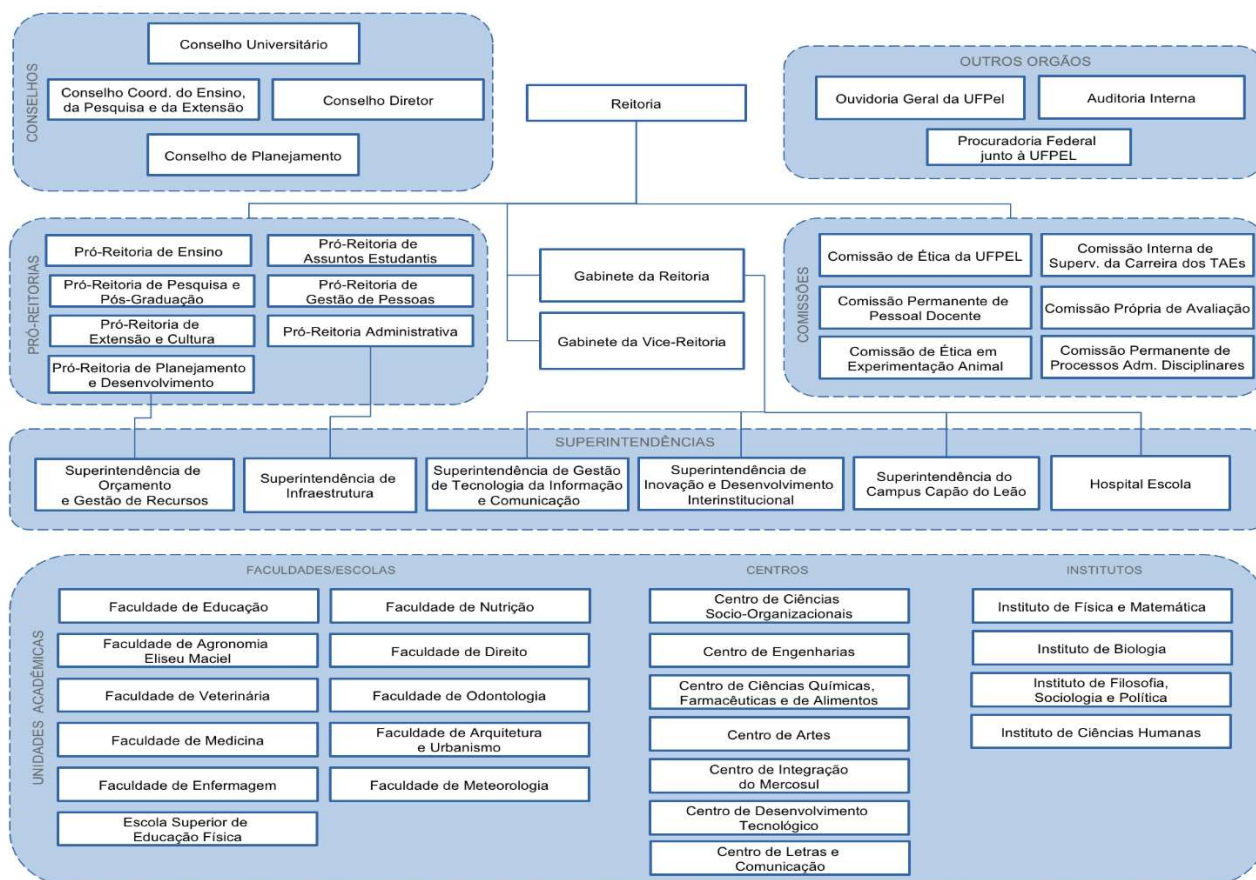 CONSELHOS
Conselho Universitário
Conselho Coord. do Ensino,
da Pesquisa e da Extensão
Conselho Diretor
Conselho de Planejamento
Reitoria
OUTROS ORGÃOS
Ouvidoria Geral da UFPel
Auditoria Interna
Procuradoria Federal
junto à UFPEL
PRÓ-REITORIAS
Pró-Reitoria de Ensino
Pró-Reitoria de
Assuntos Estudantis
Pró-Reitoria de Pesquisa e
Pós-Graduação
Pró-Reitoria de
Gestão de Pessoas
Pró-Reitoria de
Extensão e Cultura
Pró-Reitoria Administrativa
Pró-Reitoria de Planejamento
e Desenvolvimento
Gabinete da Reitoria
Gabinete da Vice-Reitoria
COMISSÕES
Comissão de Ética da UFPEL
Comissão Interna de
Superv. da Carreira dos TAEs
Comissão Permanente de
Pessoal Docente
Comissão Própria de Avaliação
Comissão de Ética em
Experimentação Animal
Comissão Permanente de
Processos Adm. Disciplinares
SUPERINTENDÊNCIAS
Superintendência de
Orçamento
e Gestão de Recursos
Superintendência de
Infraestrutura
Superintendência de Gestão
de Tecnologia da Informação
e Comunicação
Superintendência de
Inovação e Desenvolvimento
Interinstitucional
Superintendência do
Campus Capão do Leão
Hospital Escola
UNIDADES ACADÊMICAS
FACULDADES/ESCOLAS
Faculdade de Educação
Faculdade de Nutrição
Faculdade de Agronomia
Eliseu Maciel
Faculdade de Direito
Faculdade de Veterinária
Faculdade de Odontologia
Faculdade de Medicina
Faculdade de Arquitetura
e Urbanismo
Faculdade de Enfermagem
Faculdade de Meteorologia
Escola Superior de
Educação Física
CENTROS
Centro de Ciências
Socio-Organizacionais
Centro de Engenharias
Centro de Ciências Químicas,
Farmacêuticas e de Alimentos
Centro de Artes
Centro de Integração
do Mercosul
Centro de Desenvolvimento
Tecnológico
Centro de Letras e
Comunicação
INSTITUTOS
Instituto de Física e Matemática
Instituto de Biologia
Instituto de Filosofia,
Sociologia e Política
Instituto de Ciências Humanas